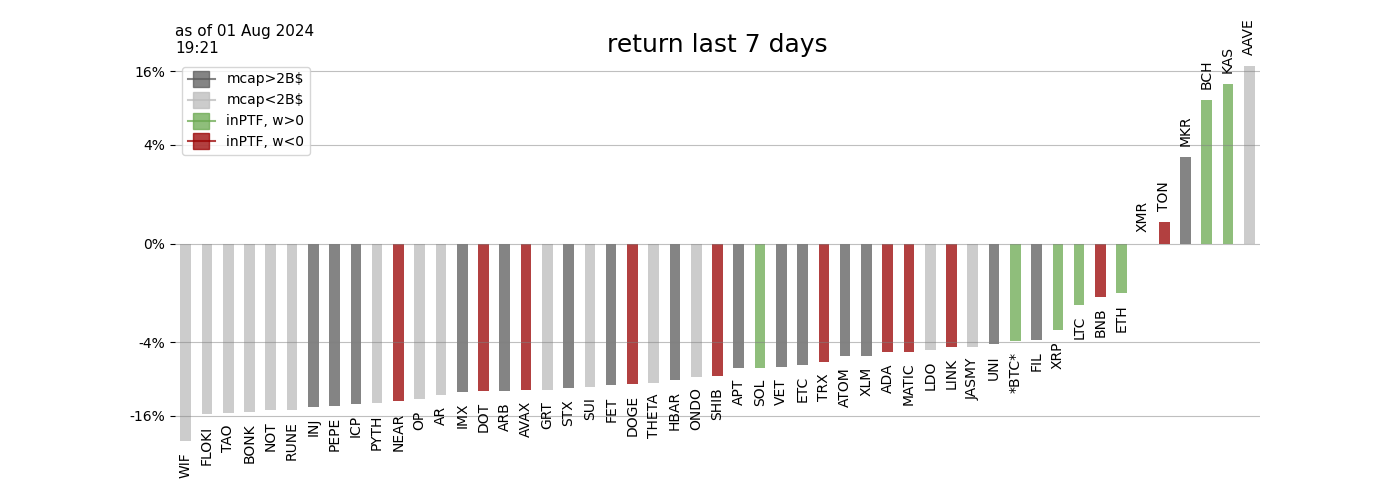 as of 01 Aug 2024
19:21
return last 7 days
mcap>2B$
mcap<2B$
inPTF, w>0
inPTF, w<0
16%
4%
0%
-4%
-16%
WIF
FLOKI
TAO
BONK
NOT
RUNE
INJ
PEPE
ICP
PYTH
NEAR
OP
AR
IMX
DOT
ARB
AVAX
GRT
STX
SUI
FET
DOGE
THETA
HBAR
ONDO
SHIB
APT
SOL
VET
ETC
TRX
ATOM
XLM
ADA
MATIC
LDO
LINK
JASMY
UNI
*BTC*
FIL
XRP
LTC
BNB
ETH
XMR
TON
MKR
BCH
KAS
AAVE